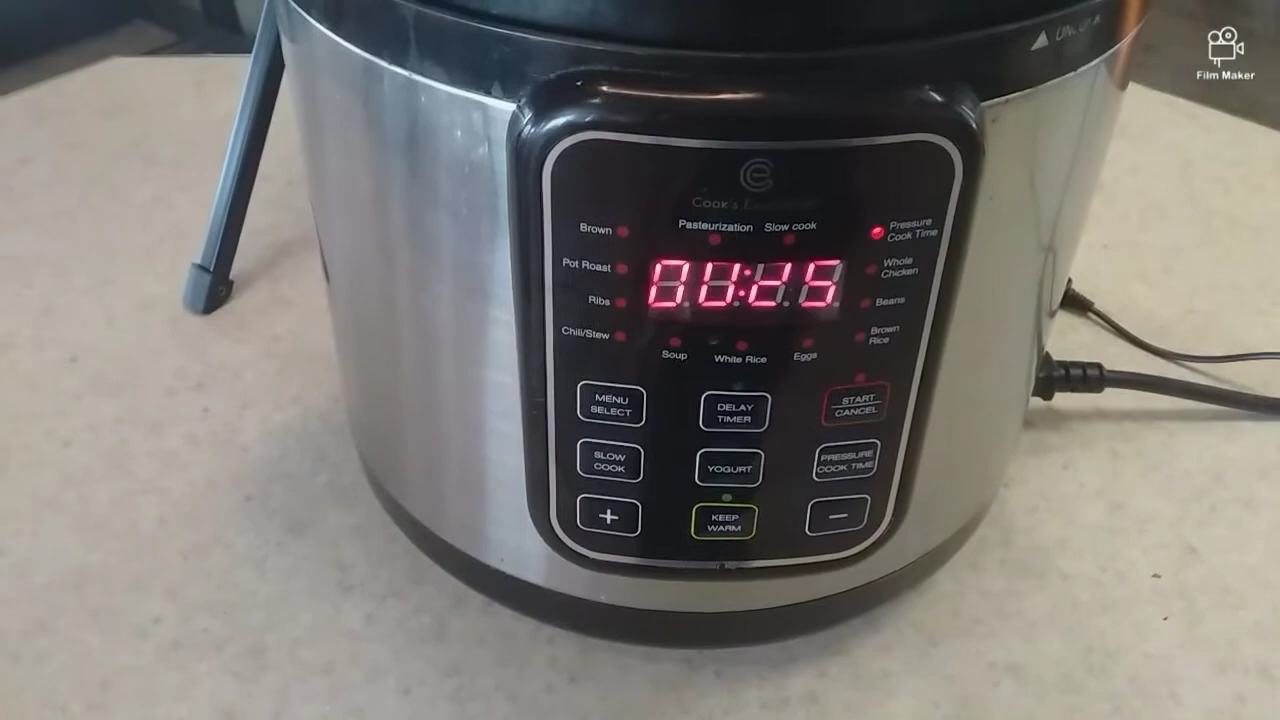 Film Maker
Cook's
Brown
Pasteurization
Slow cook
Pressure
Cook Time
Pot Roast
00:25
Whole
Chicken
Ribs
Beans
Chili/Stew
Soup
White Rice
Eggs
Brown
Rice
MENU
SELECT
DELAY
TIMER
START
CANCEL
SLOW
COOK
YOGURT
PRESSURE
COOK TIME
+
KEEP
WARM
−